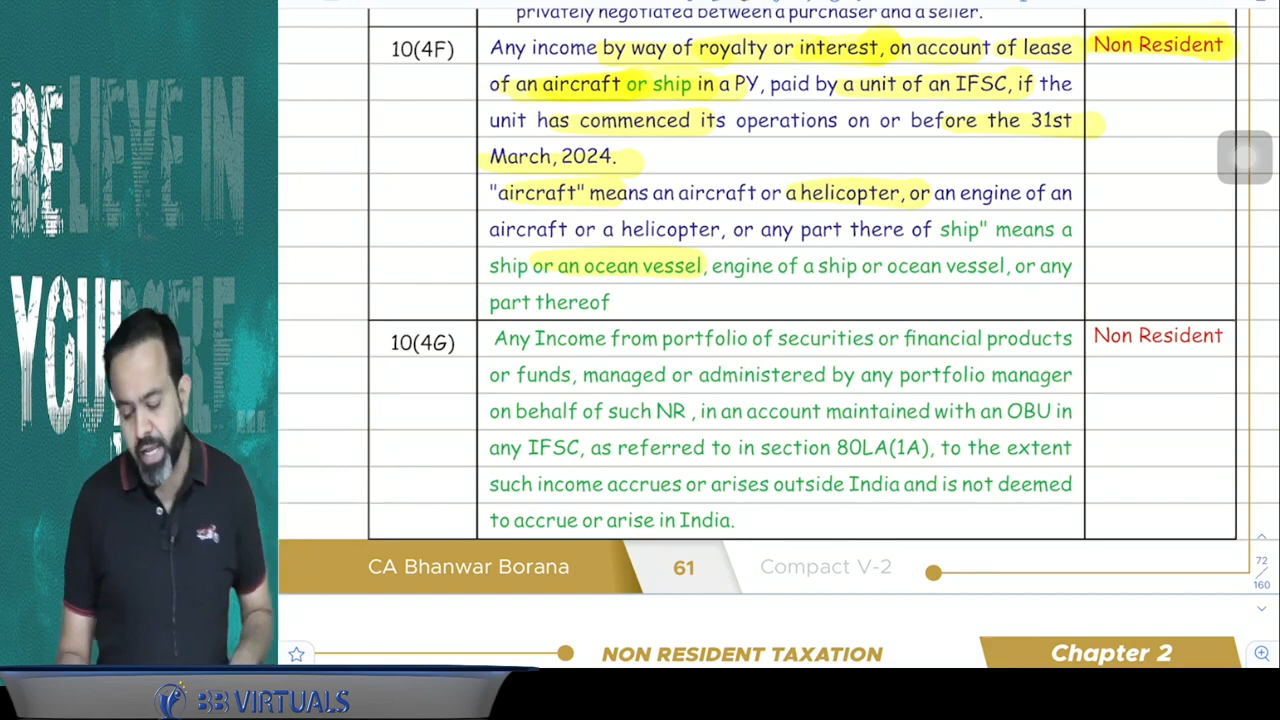 BELIEVE IN
YOURSELF...
privately negotiated between a purchaser and a seller.
10(4F)
Any income by way of royalty or interest, on account of lease
of an aircraft or ship in a PY, paid by a unit of an IFSC, if the
unit has commenced its operations on or before the 31st
March, 2024.
"aircraft" means an aircraft or a helicopter, or an engine of an
aircraft or a helicopter, or any part there of ship" means a
ship or an ocean vessel, engine of a ship or ocean vessel, or any
part thereof
Non Resident
10(4G)
Any Income from portfolio of securities or financial products
or funds, managed or administered by any portfolio manager
on behalf of such NR , in an account maintained with an OBU in
any IFSC, as referred to in section 80LA(1A), to the extent
such income accrues or arises outside India and is not deemed
to accrue or arise in India.
Non Resident
CA Bhanwar Borana
61
Compact V-2
72
160
NON RESIDENT TAXATION
Chapter 2
BB VIRTUALS